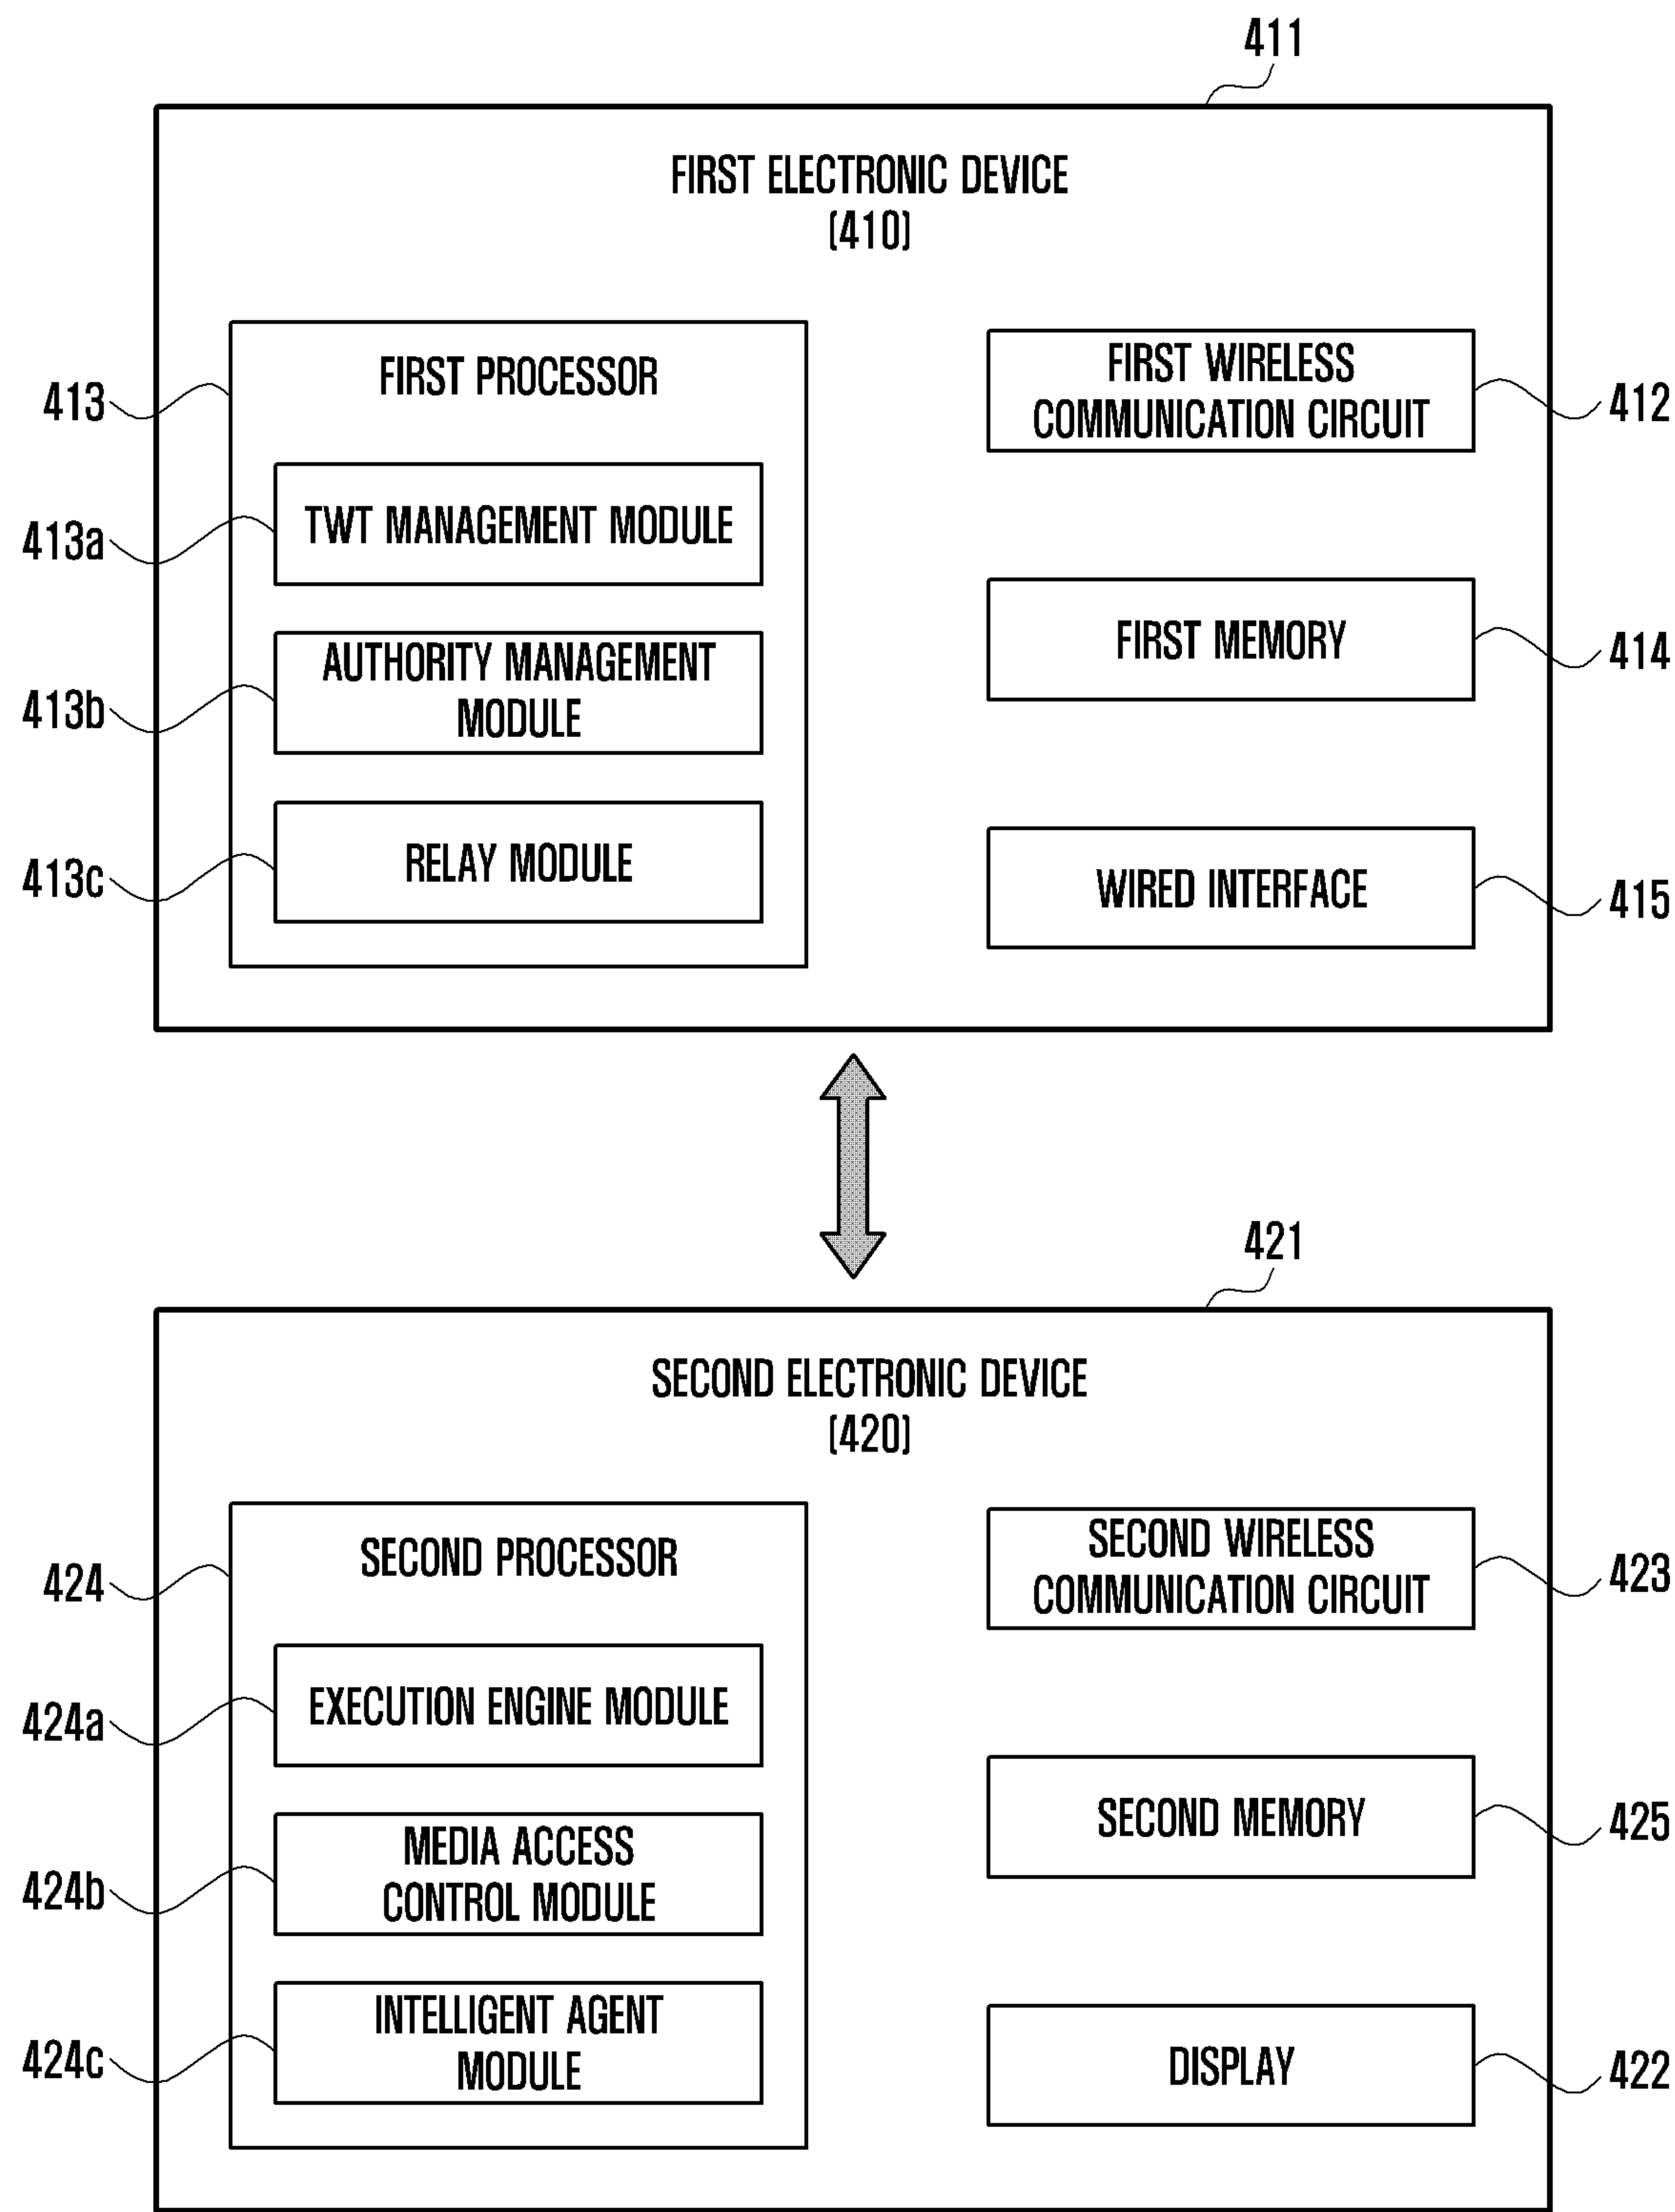 411
FIRST ELECTRONIC DEVICE
(410)
FIRST PROCESSOR
413
TWT MANAGEMENT MODULE
413a
AUTHORITY MANAGEMENT
MODULE
413b
RELAY MODULE
413c
FIRST WIRELESS
COMMUNICATION CIRCUIT
412
FIRST MEMORY
414
WIRED INTERFACE
415
421
SECOND ELECTRONIC DEVICE
(420)
SECOND PROCESSOR
424
EXECUTION ENGINE MODULE
424a
MEDIA ACCESS
CONTROL MODULE
424b
INTELLIGENT AGENT
MODULE
424c
SECOND WIRELESS
COMMUNICATION CIRCUIT
423
SECOND MEMORY
425
DISPLAY
422